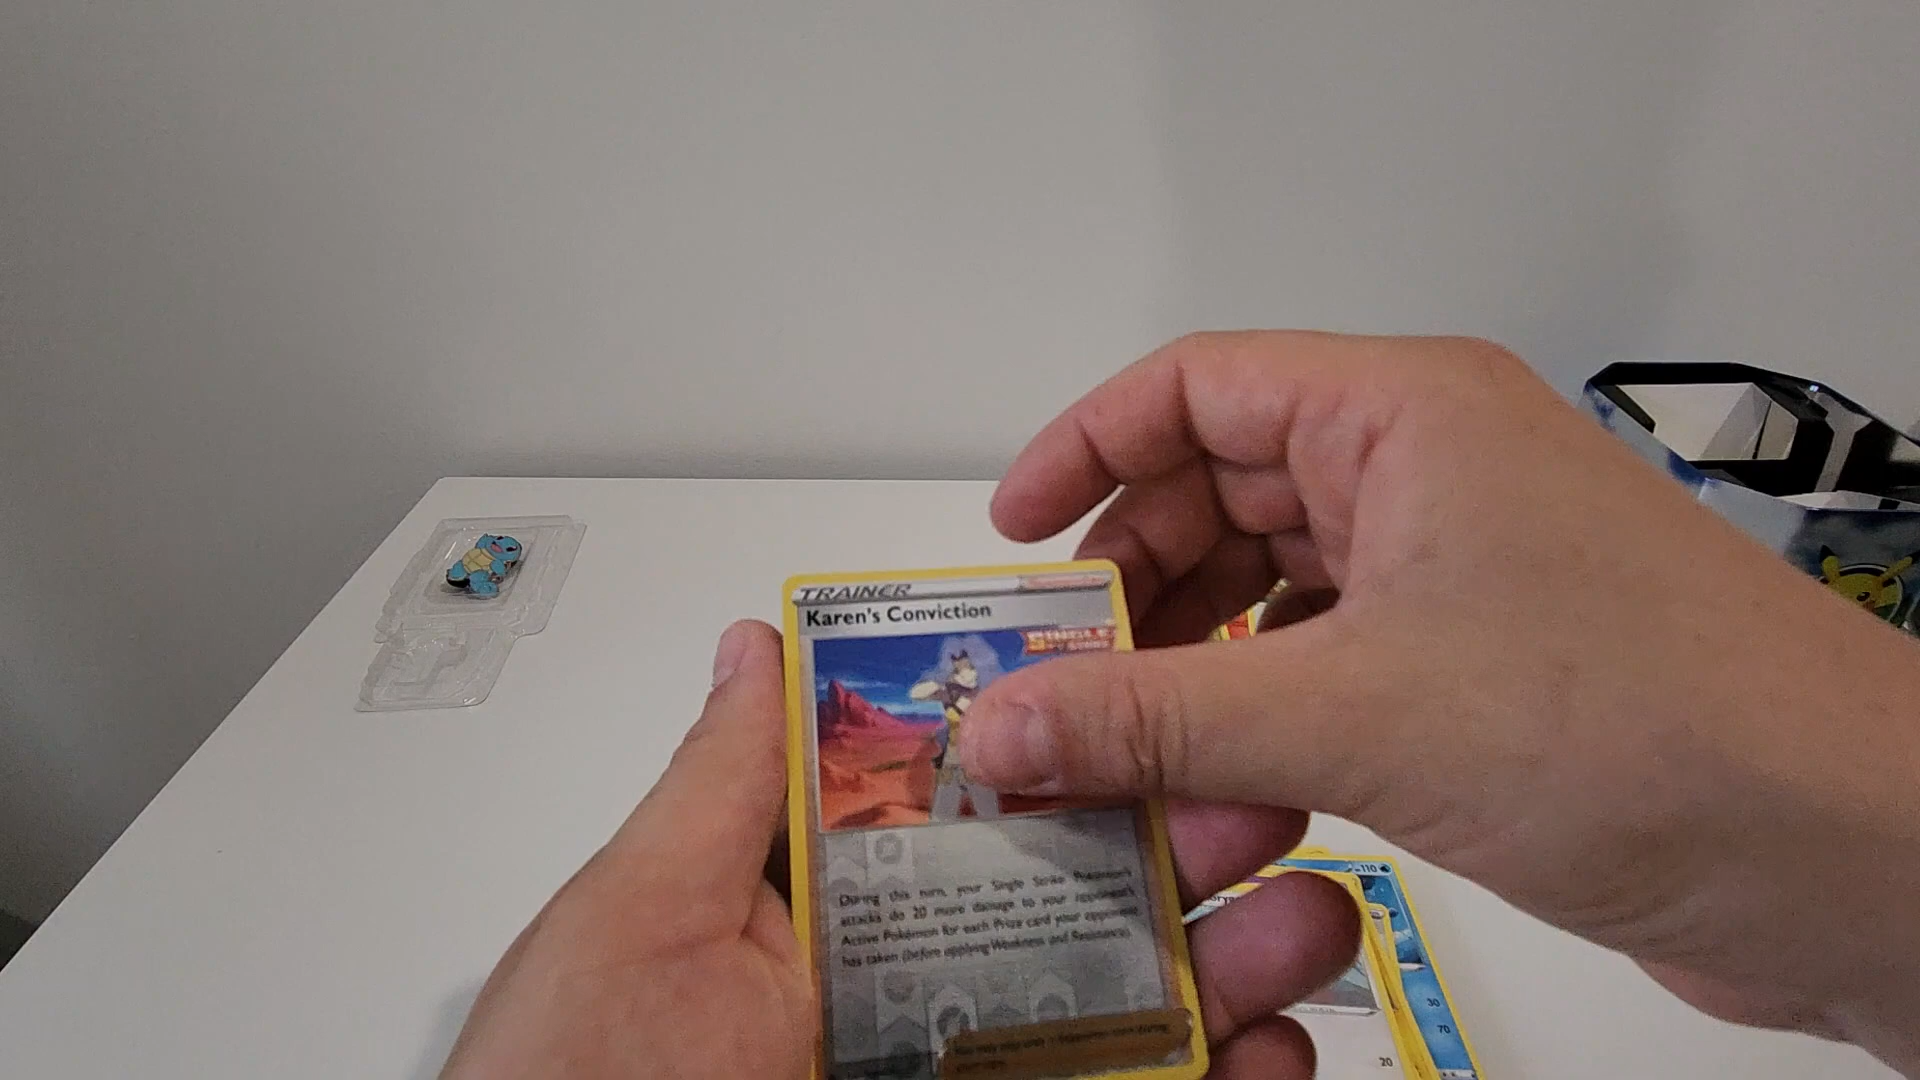 TRAINER
Karen's Conviction
SINGLE
STRIKE
During this turn, your Single Strike Pokémon's
attacks do 20 more damage to your opponent's
Active Pokémon for each Prize card your opponent
has taken (before applying Weakness and Resistance).
110
30
70
20